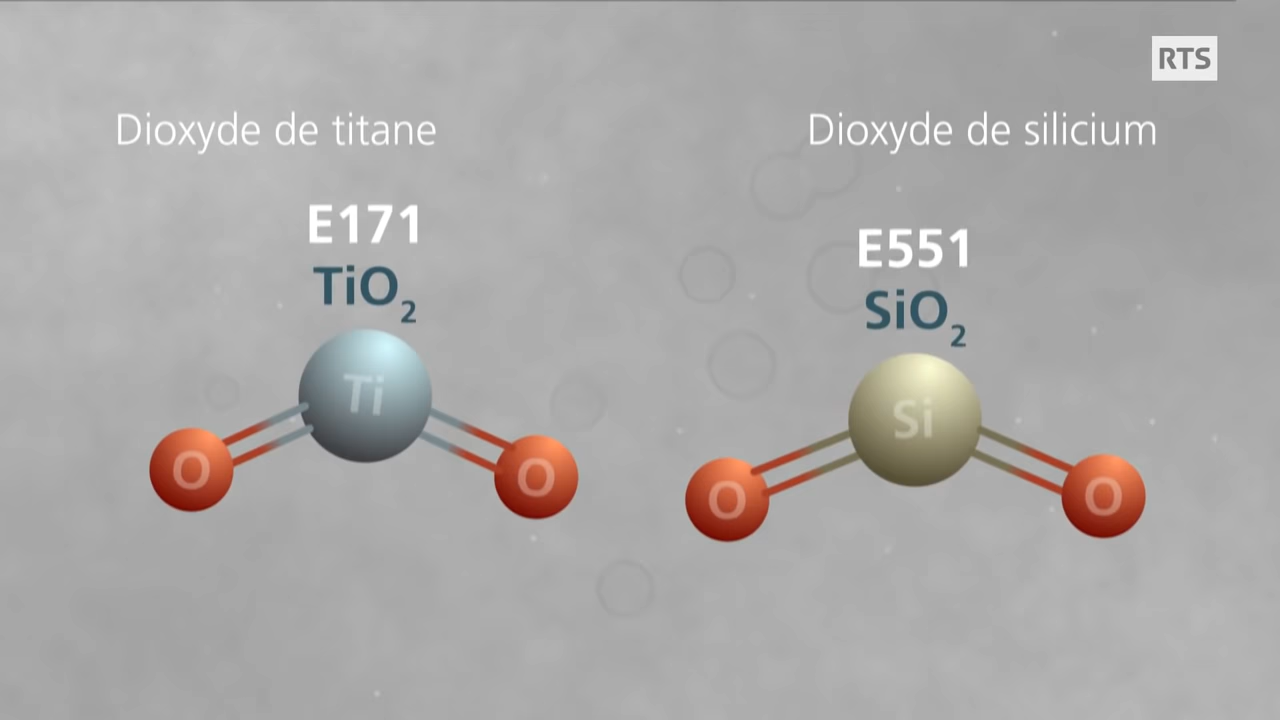 RTS
Dioxyde de titane
E171
TiO₂
Ti
O
O
Dioxyde de silicium
E551
SiO₂
Si
O
O